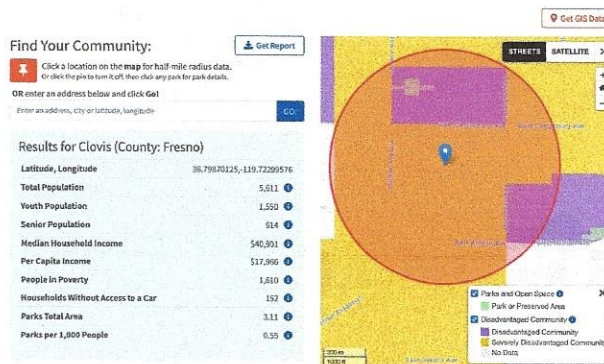 Get GIS Data
Find Your Community:
Get Report
Click a location on the map for half-mile radius data.
Or click the pin to turn it off, then click any park for park details.
OR enter an address below and click Go!
Enter an address, city or latitude, longitude
GO!
Results for Clovis (County: Fresno)
Latitude, Longitude 36.79870125,-119.72299576
Total Population 5,611
Youth Population 1,550
Senior Population 614
Median Household Income $40,901
Per Capita Income $17,966
People in Poverty 1,610
Households Without Access to a Car 152
Parks Total Area 3.11
Parks per 1,000 People 0.55
STREETS SATELLITE
Parks and Open Space
Park or Preserved Area
Disadvantaged Community
Disadvantaged Community
Severely Disadvantaged Community
No Data
300 m
1000 ft